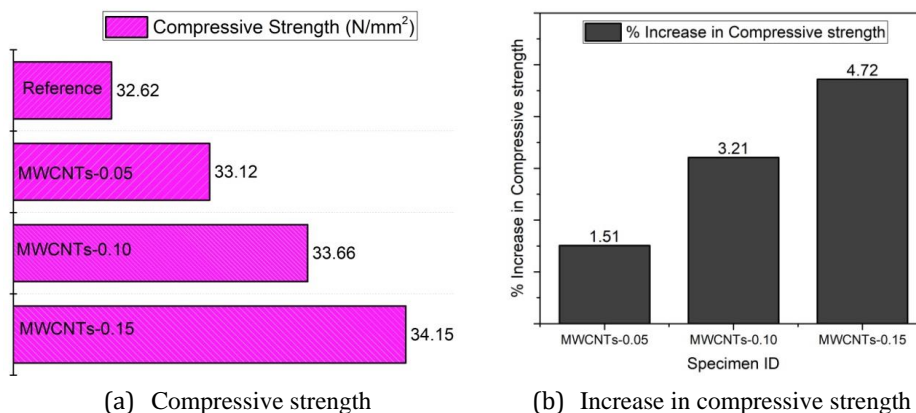 Compressive Strength (N/mm²)
Reference
32.62
MWCNTs-0.05
33.12
MWCNTs-0.10
33.66
MWCNTs-0.15
34.15
(a) Compressive strength
% Increase in Compressive strength
% Increase in Compressive strength
1.51
3.21
4.72
MWCNTs-0.05
MWCNTs-0.10
MWCNTs-0.15
Specimen ID
(b) Increase in compressive strength